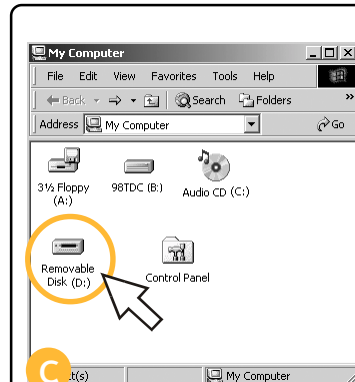 My Computer
File Edit View Favorites Tools Help
Back Search Folders »
Address My Computer Go
3½ Floppy (A:)
98TDC (B:)
Audio CD (C:)
Removable Disk (D:)
Control Panel
C
t(s) My Computer